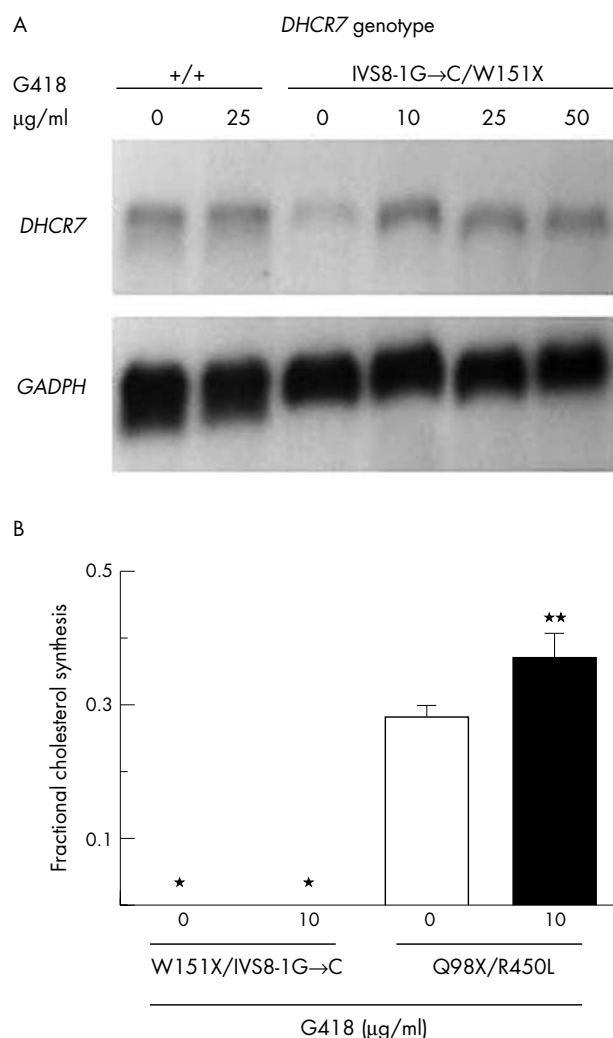 A
DHCR7 genotype
G418
µg/ml
+/+
IVS8-1G→C/W151X
0 25 0 10 25 50
DHCR7
GADPH
B
Fractional cholesterol synthesis
0.5
0.3
0.1
★ ★ ★★
0 10 0 10
W151X/IVS8-1G→C Q98X/R450L
G418 (µg/ml)